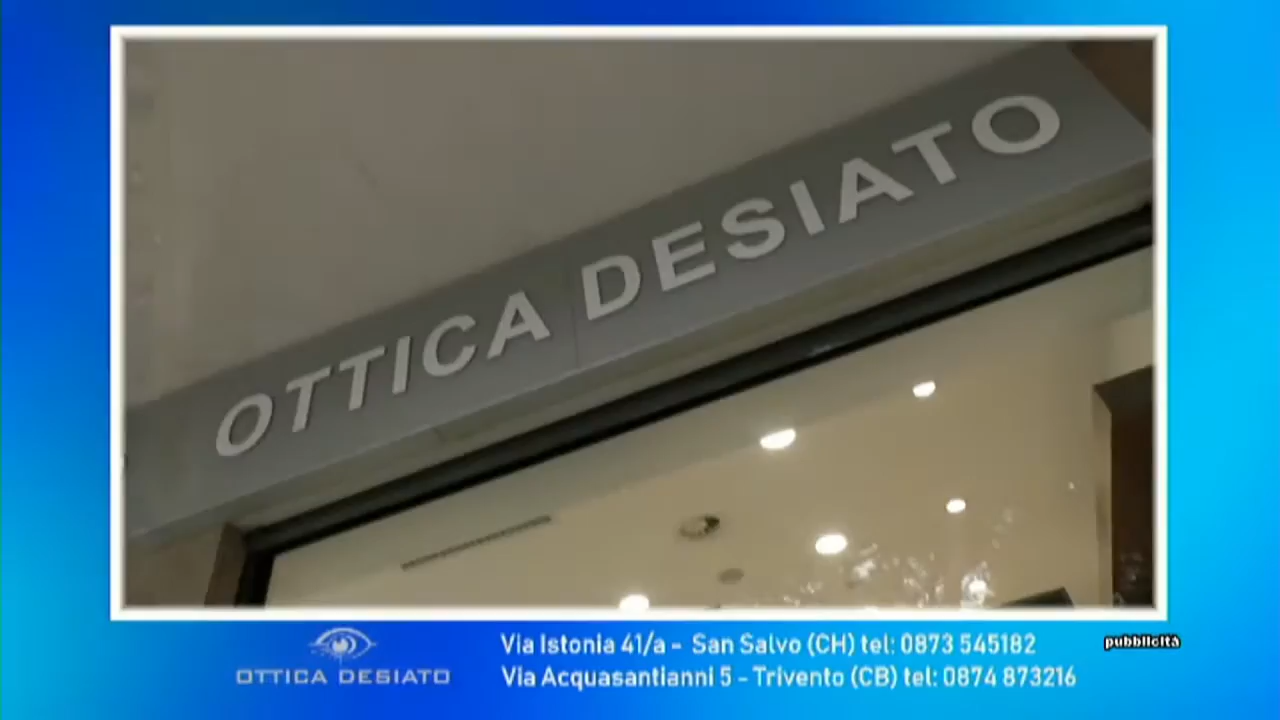 OTTICA DESIATO
OTTICA DESIATO
Via Istonia 41/a - San Salvo (CH) tel: 0873 545182
Via Acquasantianni 5 - Trivento (CB) tel: 0874 873216
pubblicità